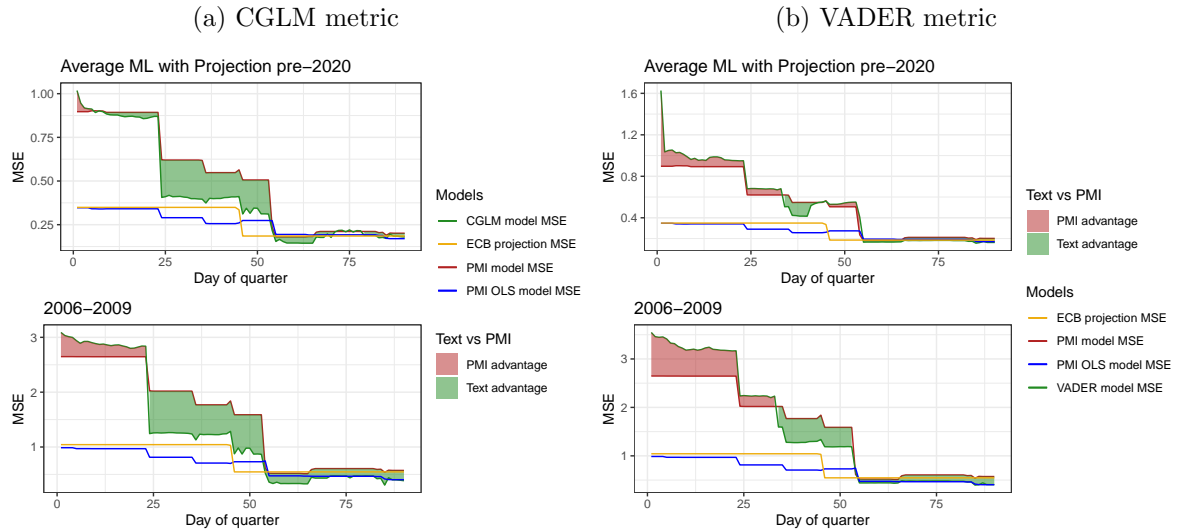 (a) CGLM metric
Average ML with Projection pre−2020
MSE
1.00
0.75
0.50
0.25
0
25
50
75
Day of quarter
2006−2009
MSE
3
2
1
0
25
50
75
Day of quarter
Models
CGLM model MSE
ECB projection MSE
PMI model MSE
PMI OLS model MSE
Text vs PMI
PMI advantage
Text advantage
(b) VADER metric
Average ML with Projection pre−2020
MSE
1.6
1.2
0.8
0.4
0
25
50
75
Day of quarter
2006−2009
MSE
3
2
1
0
25
50
75
Day of quarter
Text vs PMI
PMI advantage
Text advantage
Models
ECB projection MSE
PMI model MSE
PMI OLS model MSE
VADER model MSE